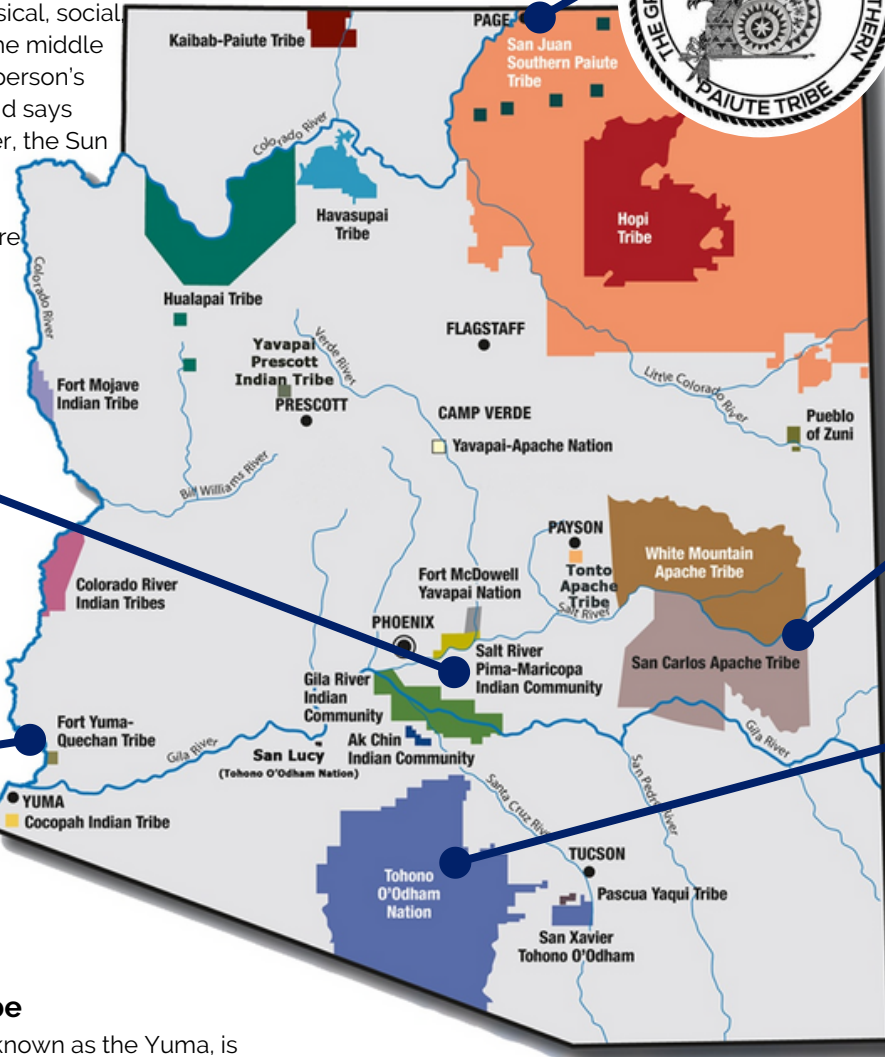 sical, social,
ne middle
person's
d says
er, the Sun
re
Kaibab-Paiute Tribe
PAGE
San Juan
Southern Paiute
Tribe
THE GR
THERN
PAIUTE TRIBE
Colorado River
Havasupai
Tribe
Hopi
Tribe
Colorado River
Hualapai Tribe
FLAGSTAFF
Verde River
Yavapai
Prescott
Indian Tribe
PRESCOTT
Fort Mojave
Indian Tribe
Little Colorado River
CAMP VERDE
Yavapai-Apache Nation
Pueblo
of Zuni
Bill Williams River
PAYSON
Tonto
Apache
Tribe
White Mountain
Apache Tribe
Colorado River
Indian Tribes
Fort McDowell
Yavapai Nation
Salt River
PHOENIX
Salt River
Pima-Maricopa
Indian Community
San Carlos Apache Tribe
Gila River
Indian
Community
Fort Yuma-
Quechan Tribe
Gila River
San Lucy
(Tohono O'Odham Nation)
Ak Chin
Indian Community
Gila River
YUMA
Cocopah Indian Tribe
Santa Cruz River
San Pedro River
TUCSON
Tohono
O'Odham
Nation
Pascua Yaqui Tribe
San Xavier
Tohono O'Odham
be
known as the Yuma, is